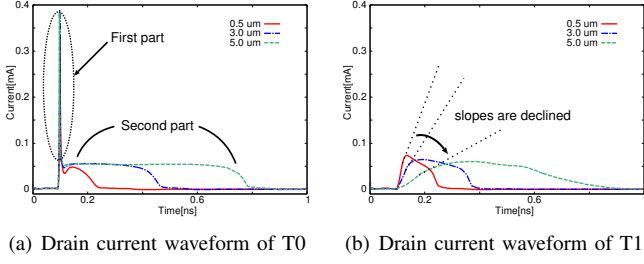 0.4
0.3
0.2
0.1
0
Current[mA]
0
0.2
0.6
1
Time[ns]
0.5 um
3.0 um
5.0 um
First part
Second part
(a) Drain current waveform of T0
0.4
0.3
0.2
0.1
0
Current[mA]
0
0.2
0.6
1
Time[ns]
0.5 um
3.0 um
5.0 um
slopes are declined
(b) Drain current waveform of T1